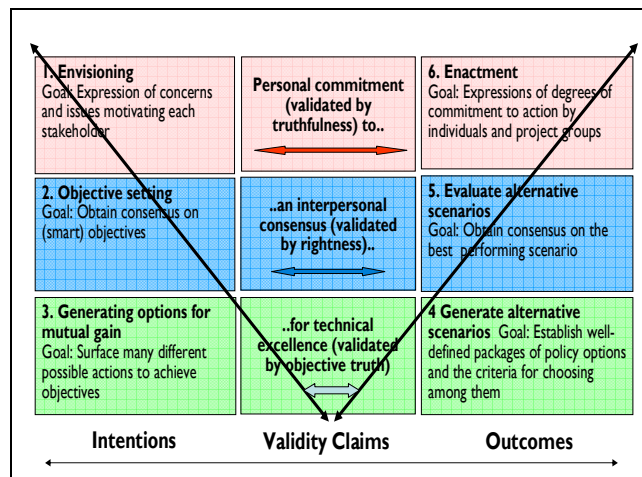 1. Envisioning
Goal: Expression of concerns
and issues motivating each
stakeholder
Personal commitment
(validated by
truthfulness) to..
6. Enactment
Goal: Expressions of degrees of
commitment to action by
individuals and project groups
2. Objective setting
Goal: Obtain consensus on
(smart) objectives
..an interpersonal
consensus (validated
by rightness)..
5. Evaluate alternative
scenarios
Goal: Obtain consensus on the
best performing scenario
3. Generating options for
mutual gain
Goal: Surface many different
possible actions to achieve
objectives
..for technical
excellence (validated
by objective truth)
4 Generate alternative
scenarios Goal: Establish well-
defined packages of policy options
and the criteria for choosing
among them
Intentions
Validity Claims
Outcomes